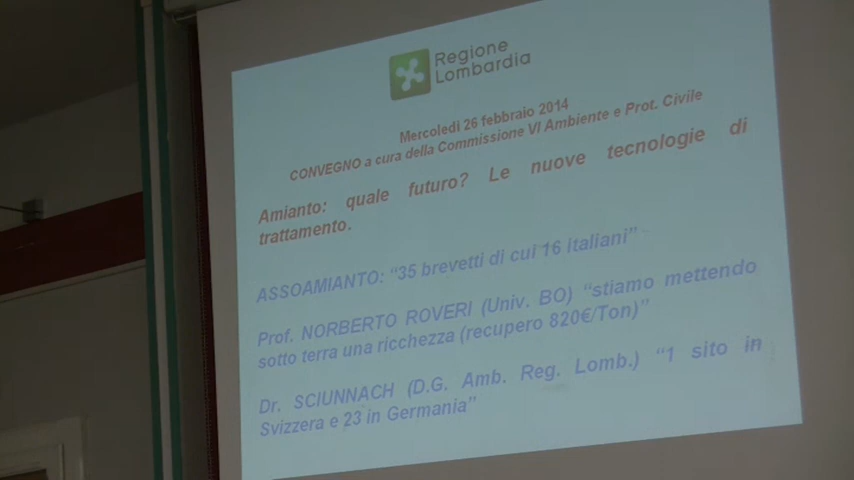 Regione
Lombardia
Mercoledì 26 febbraio 2014
CONVEGNO a cura della Commissione VI Ambiente e Prot. Civile
Amianto: quale futuro? Le nuove tecnologie di
trattamento.
ASSOAMIANTO: “35 brevetti di cui 16 italiani”
Prof. NORBERTO ROVERI (Univ. BO) “stiamo mettendo
sotto terra una ricchezza (recupero 820€/Ton)”
Dr. SCIUNNACH (D.G. Amb. Reg. Lomb.) “1 sito in
Svizzera e 23 in Germania”